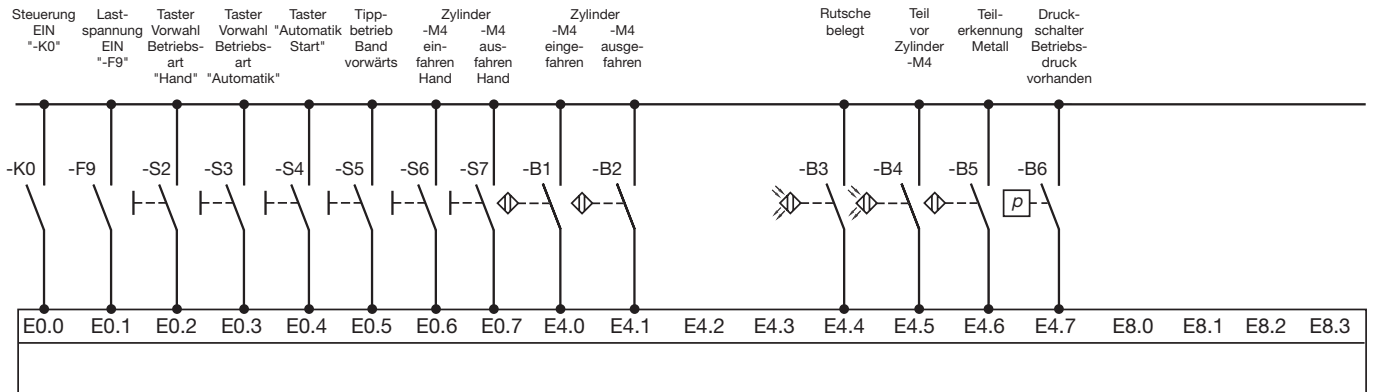 Steuerung
EIN
"-K0"
Last-
spannung
EIN
"-F9"
Taster
Vorwahl
Betriebs-
art
"Hand"
Taster
Vorwahl
Betriebs-
art
"Automatik"
Taster
"Automatik
Start"
Tipp-
betrieb
Band
vorwärts
Zylinder
-M4
ein-
fahren
Hand
-M4
aus-
fahren
Hand
Zylinder
-M4
einge-
fahren
-M4
ausge-
fahren
Rutsche
belegt
Teil
vor
Zylinder
-M4
Teil-
erkennung
Metall
Druck-
schalter
Betriebs-
druck
vorhanden
-K0 -F9 -S2 -S3 -S4 -S5 -S6 -S7 -B1 -B2 -B3 -B4 -B5 -B6
p
E0.0 E0.1 E0.2 E0.3 E0.4 E0.5 E0.6 E0.7 E4.0 E4.1 E4.2 E4.3 E4.4 E4.5 E4.6 E4.7 E8.0 E8.1 E8.2 E8.3